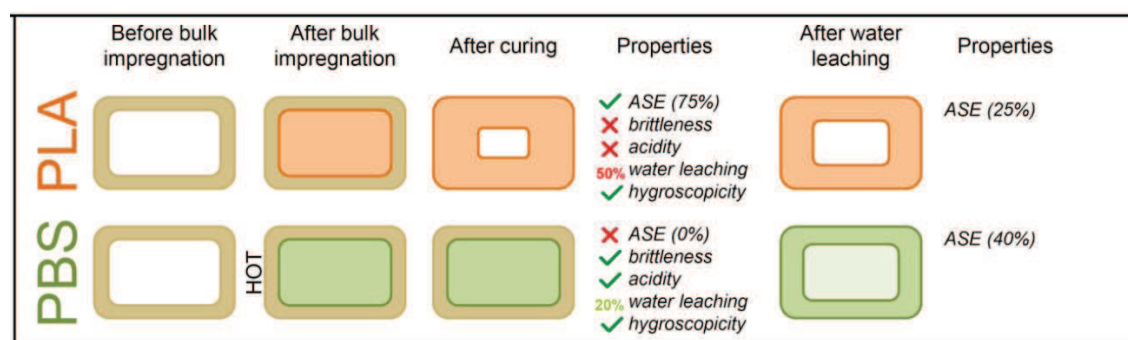 Before bulk
impregnation
After bulk
impregnation
After curing
Properties
After water
leaching
Properties
PLA
ASE (75%)
brittleness
acidity
50% water leaching
hygroscopicity
ASE (25%)
PBS
HOT
ASE (0%)
brittleness
acidity
20% water leaching
hygroscopicity
ASE (40%)